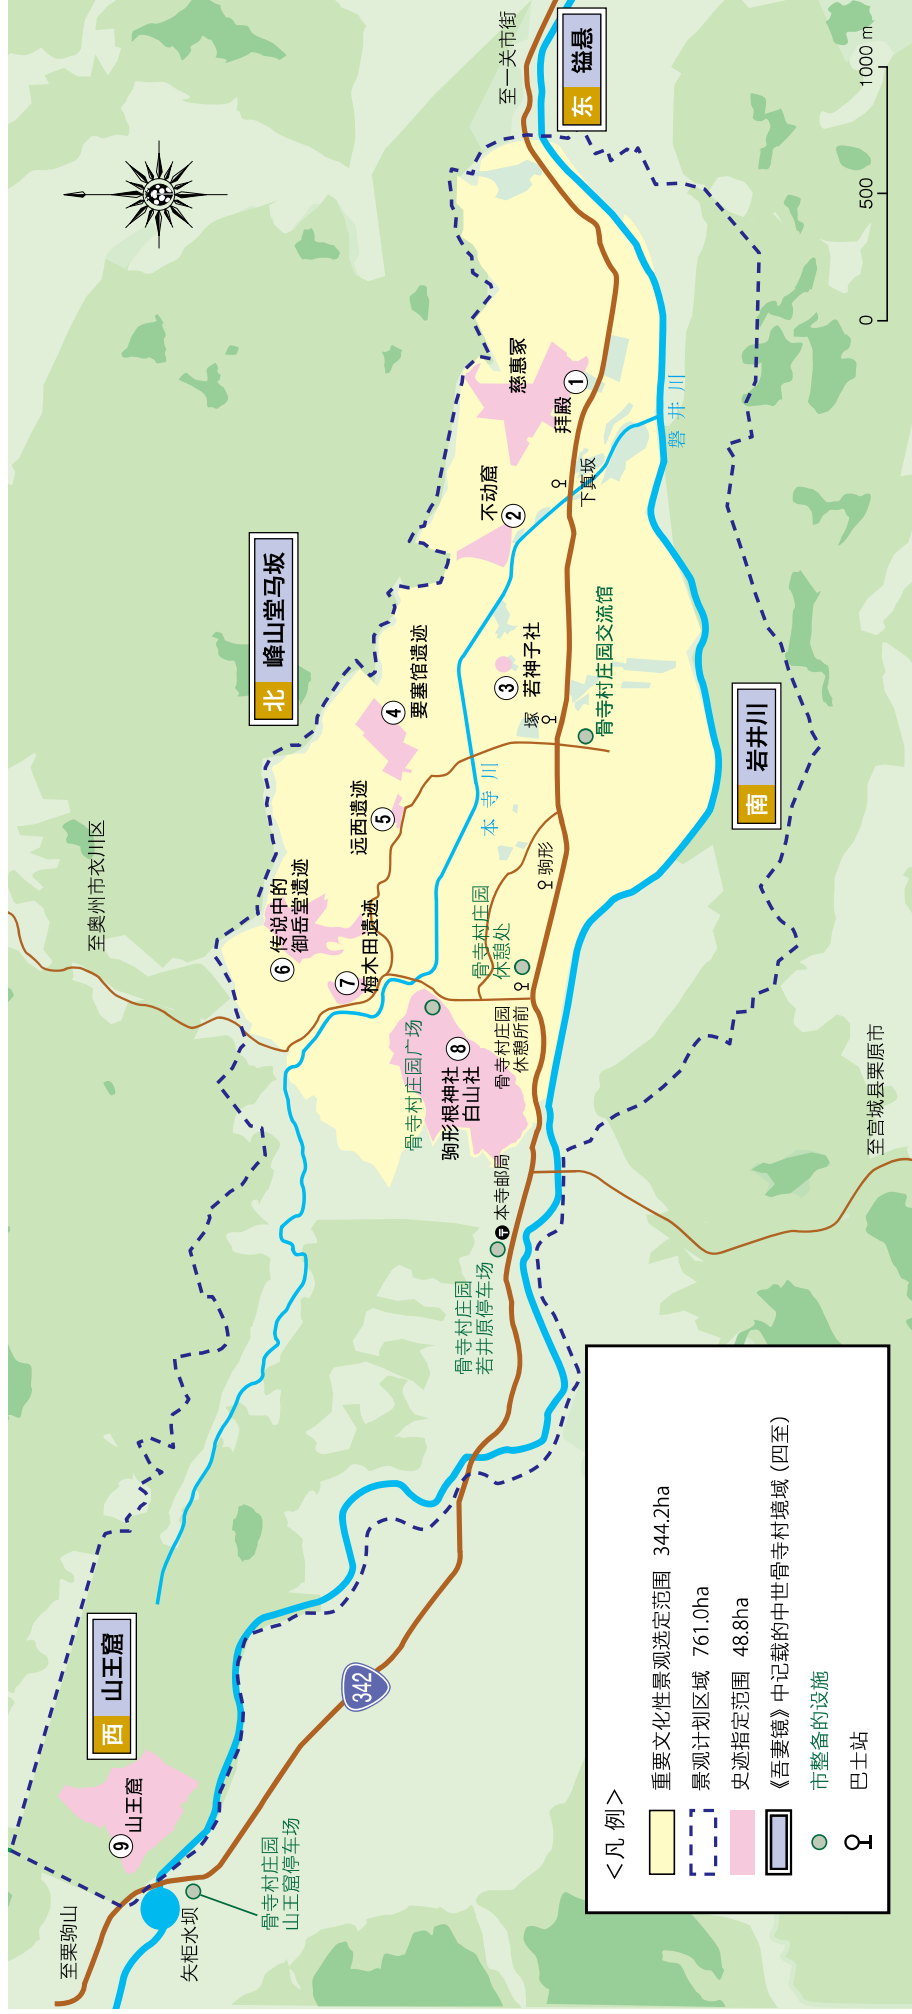 至栗驹山
矢柜水坝
骨寺村庄园
山王窟停车场
9
山王窟
西 山王窟
342
骨寺村庄园
若井原停车场
本寺邮局
至奥州市衣川区
6
传说中的
御岳堂遗迹
7
梅木田遗迹
骨寺村庄园广场
8
驹形根神社
白山社
骨寺村庄园
休憩所前
骨寺村庄园
休憩处
驹形
5
远西遗迹
4
要塞馆遗迹
北 峰山堂马坂
本寺川
塚
3
若神子社
骨寺村庄园交流馆
不动窟
2
下真坂
慈惠冢
拜殿
1
磐井川
南 岩井川
至宫城县栗原市
至一关市街
东 镒悬
0 500 1000 m
<凡例>
重要文化性景观选定范围 344.2ha
景观计划区域 761.0ha
史迹指定范围 48.8ha
《吾妻镜》中记载的中世骨寺村境域（四至）
市整备的设施
巴士站